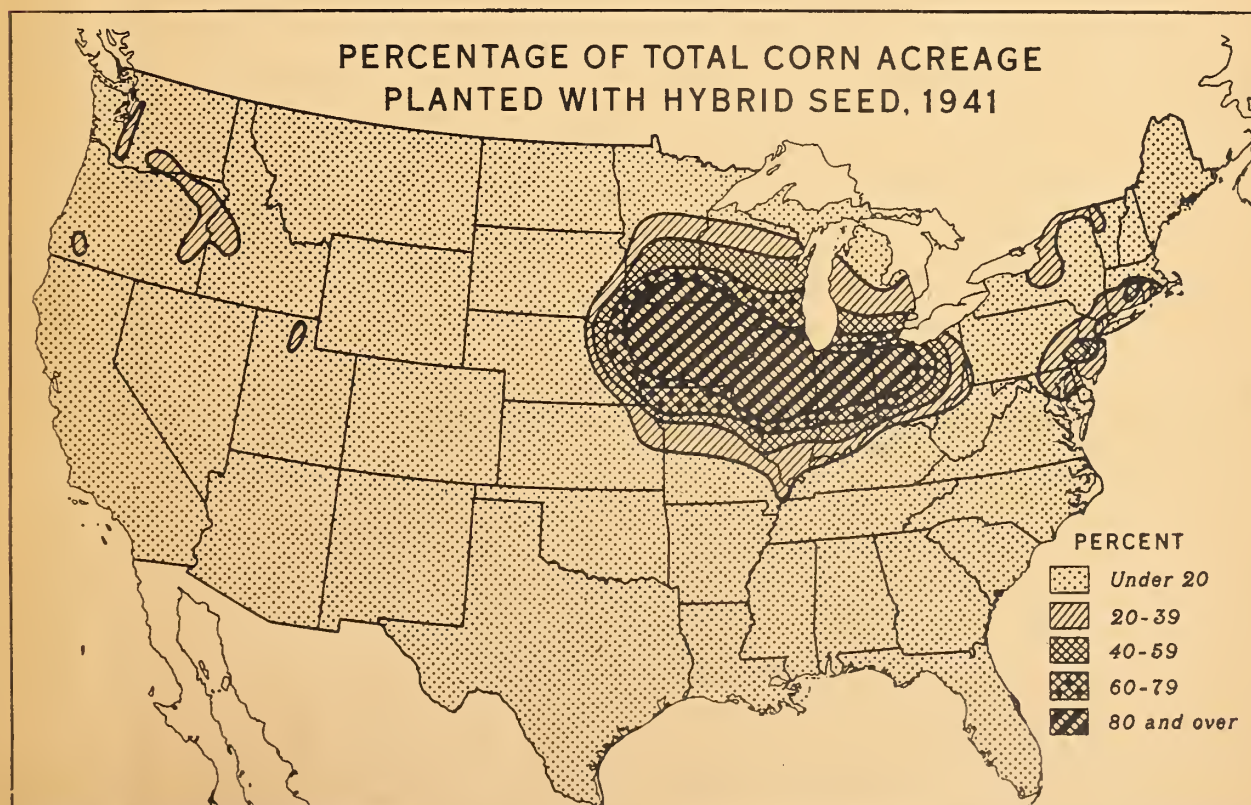 PERCENTAGE OF TOTAL CORN ACREAGE
PLANTED WITH HYBRID SEED, 1941
PERCENT
Under 20
20-39
40-59
60-79
80 and over